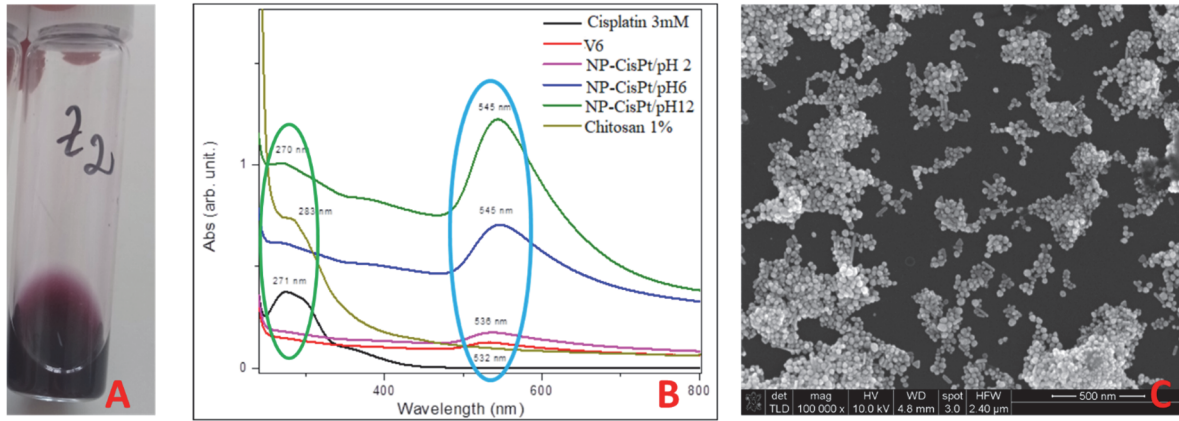 Z2
A
Abs (arb. unit.)
1
0
400
600
800
Wavelength (nm)
Cisplatin 3mM
V6
NP-CisPt/pH 2
NP-CisPt/pH6
NP-CisPt/pH12
Chitosan 1%
545 nm
270 nm
283 nm
545 nm
271 nm
536 nm
532 nm
B
det mag HV WD spot HFW
TLD 100 000 x 10.0 kV 4.8 mm 3.0 2.40 µm
500 nm
C